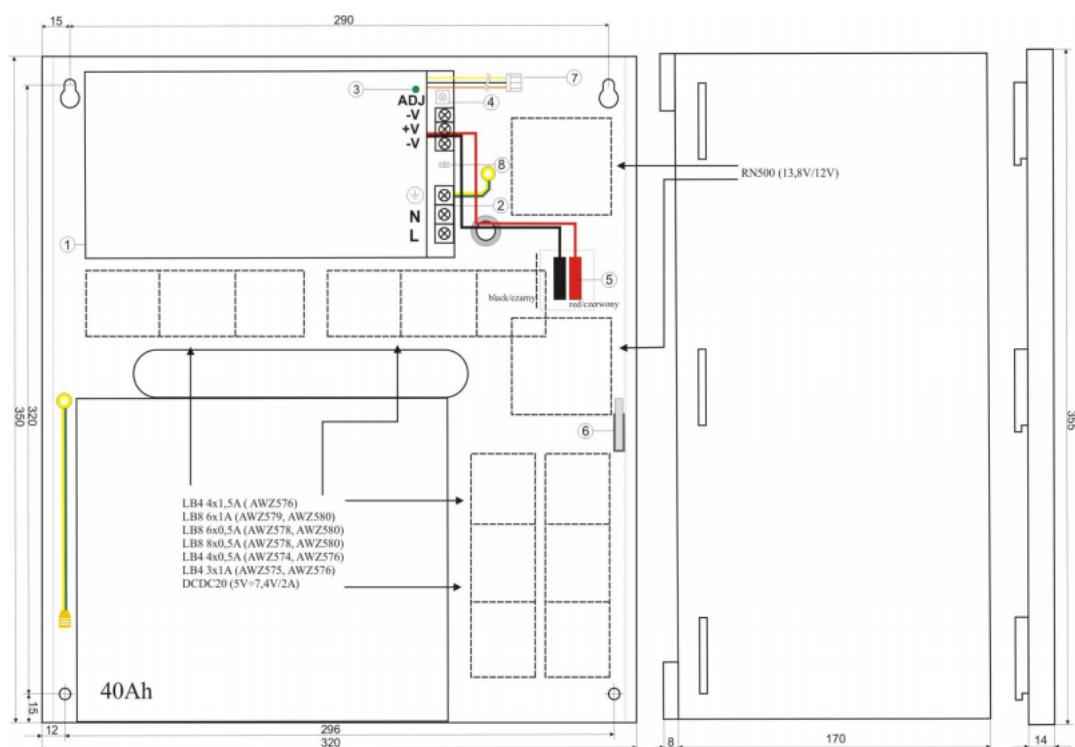 15
290
3
7
ADJ
4
-V
+V
-V
8
RN500 (13,8V/12V)
2
N
L
1
5
black/czarny
red/czerwony
350
320
355
6
LB4 4x1,5A ( AWZ576)
LB8 6x1A (AWZ579, AWZ580)
LB8 6x0,5A (AWZ578, AWZ580)
LB8 8x0,5A (AWZ578, AWZ580)
LB4 4x0,5A (AWZ574, AWZ576)
LB4 3x1A (AWZ575, AWZ576)
DCDC20 (5V÷7,4V/2A)
40Ah
15
12
296
320
8
170
14